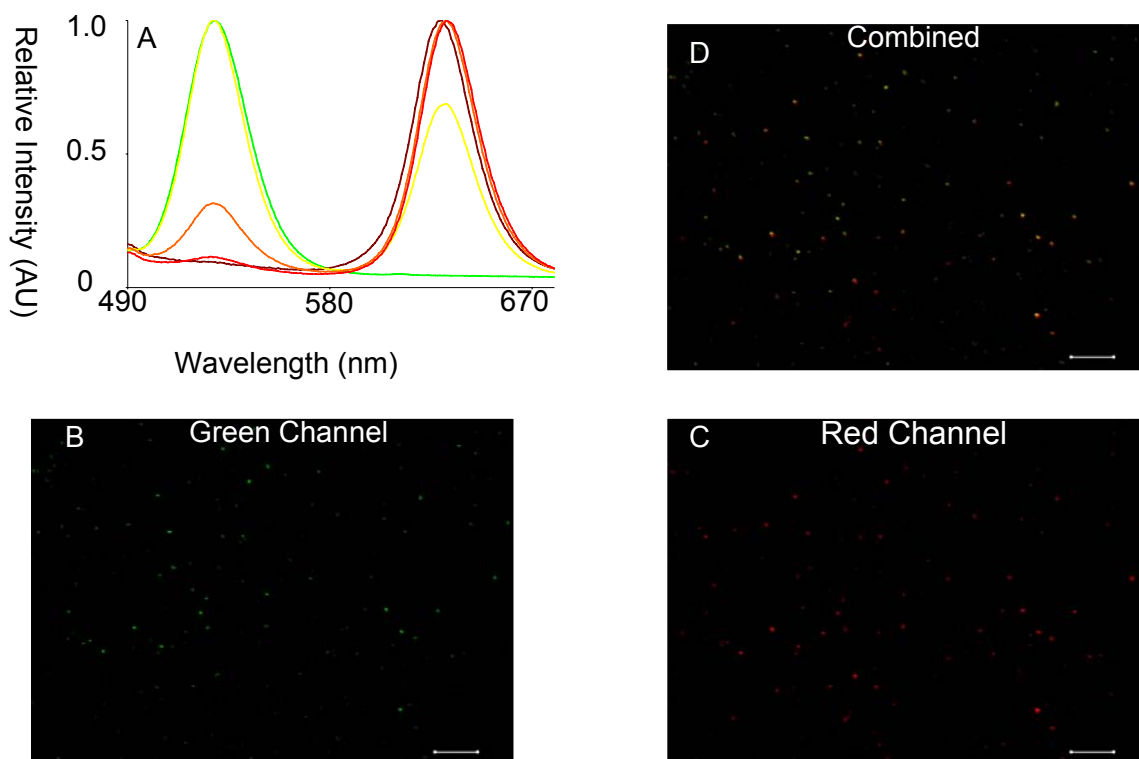 A
Relative Intensity (AU)
1.0
0.5
0
490
580
670
Wavelength (nm)
D
Combined
B
Green Channel
C
Red Channel